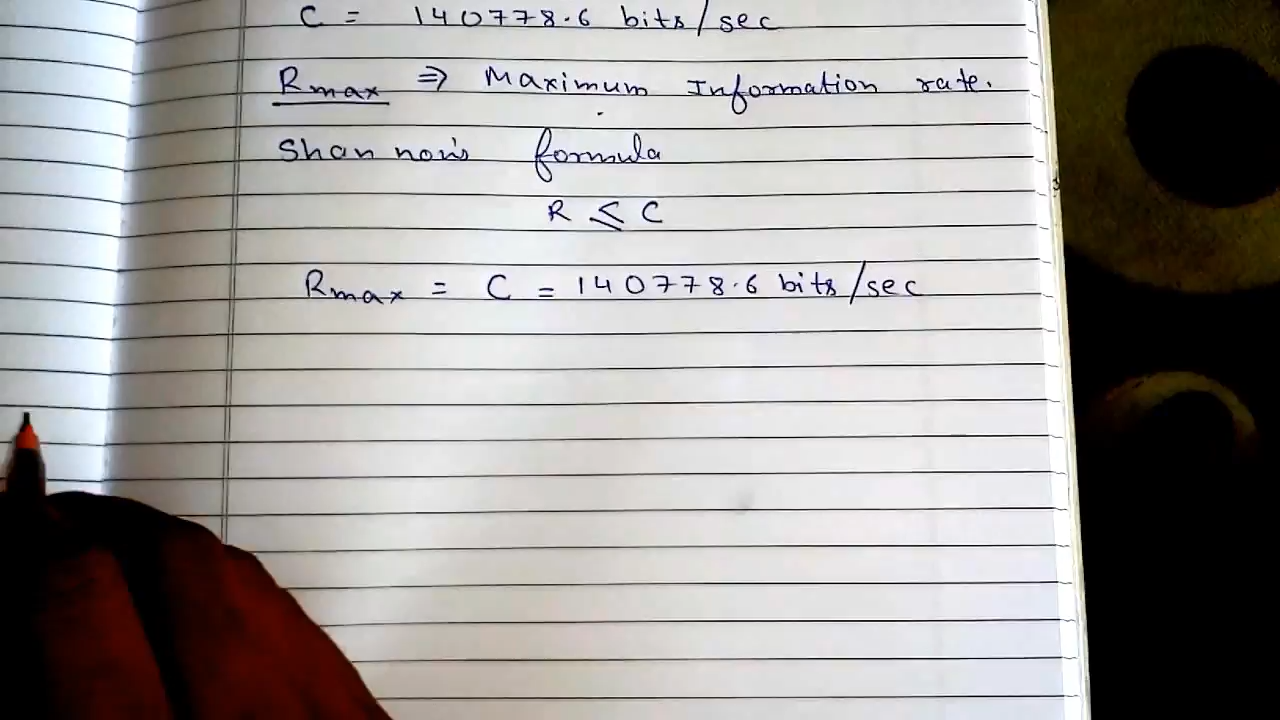 C = 140778.6 bits/sec
Rmax ⇒ Maximum Information rate.
Shannon's formula
R ≤ C
Rmax = C = 140778.6 bits/sec